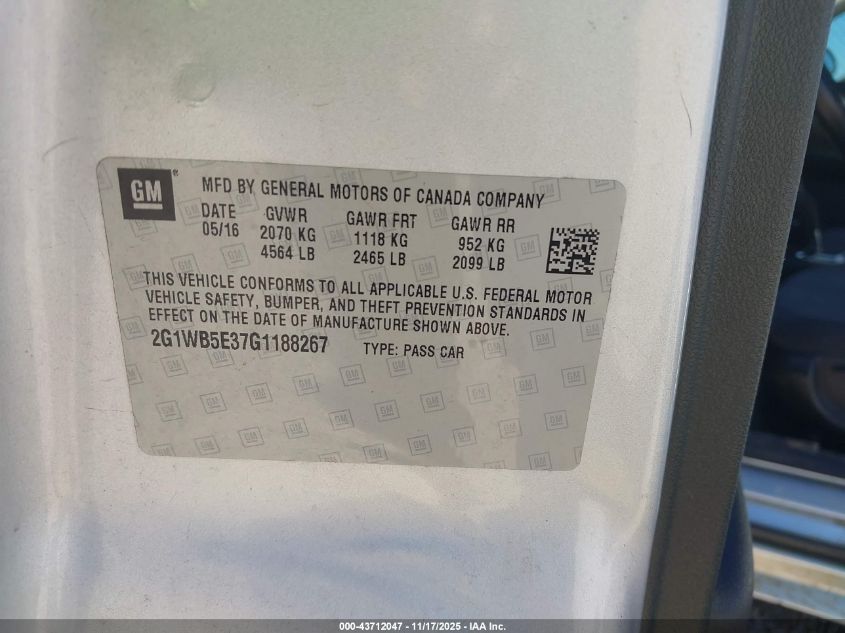 GM ®
MFD BY GENERAL MOTORS OF CANADA COMPANY
DATE GVWR GAWR FRT GAWR RR
05/16 2070 KG 1118 KG 952 KG
4564 LB 2465 LB 2099 LB
THIS VEHICLE CONFORMS TO ALL APPLICABLE U.S. FEDERAL MOTOR
VEHICLE SAFETY, BUMPER, AND THEFT PREVENTION STANDARDS IN
EFFECT ON THE DATE OF MANUFACTURE SHOWN ABOVE.
2G1WB5E37G1188267 TYPE: PASS CAR
000-43712047 - 11/17/2025 - IAA Inc.